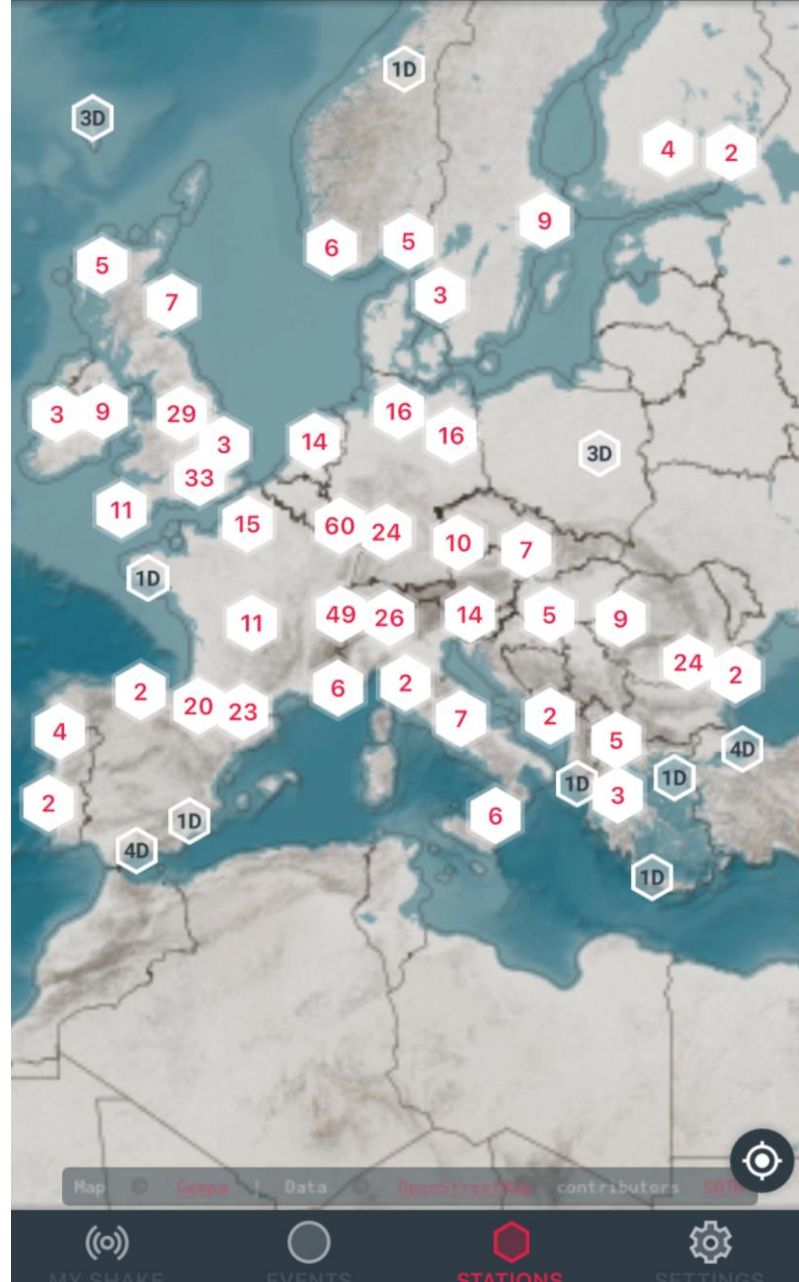 1D
3D
4 2
9
5
6
5
3
7
3 9 29 16
3 14 16
33
11 15 60 24 10 7 3D
1D
11 49 26 14 5 9
24 2
2 20 23 6 2 7 2
4 5 4D
1D 1D
2 3
1D 6
4D
1D
Map © Gempa | Data © OpenStreetMap contributors SRTM
MY SHAKE EVENTS STATIONS SETTINGS